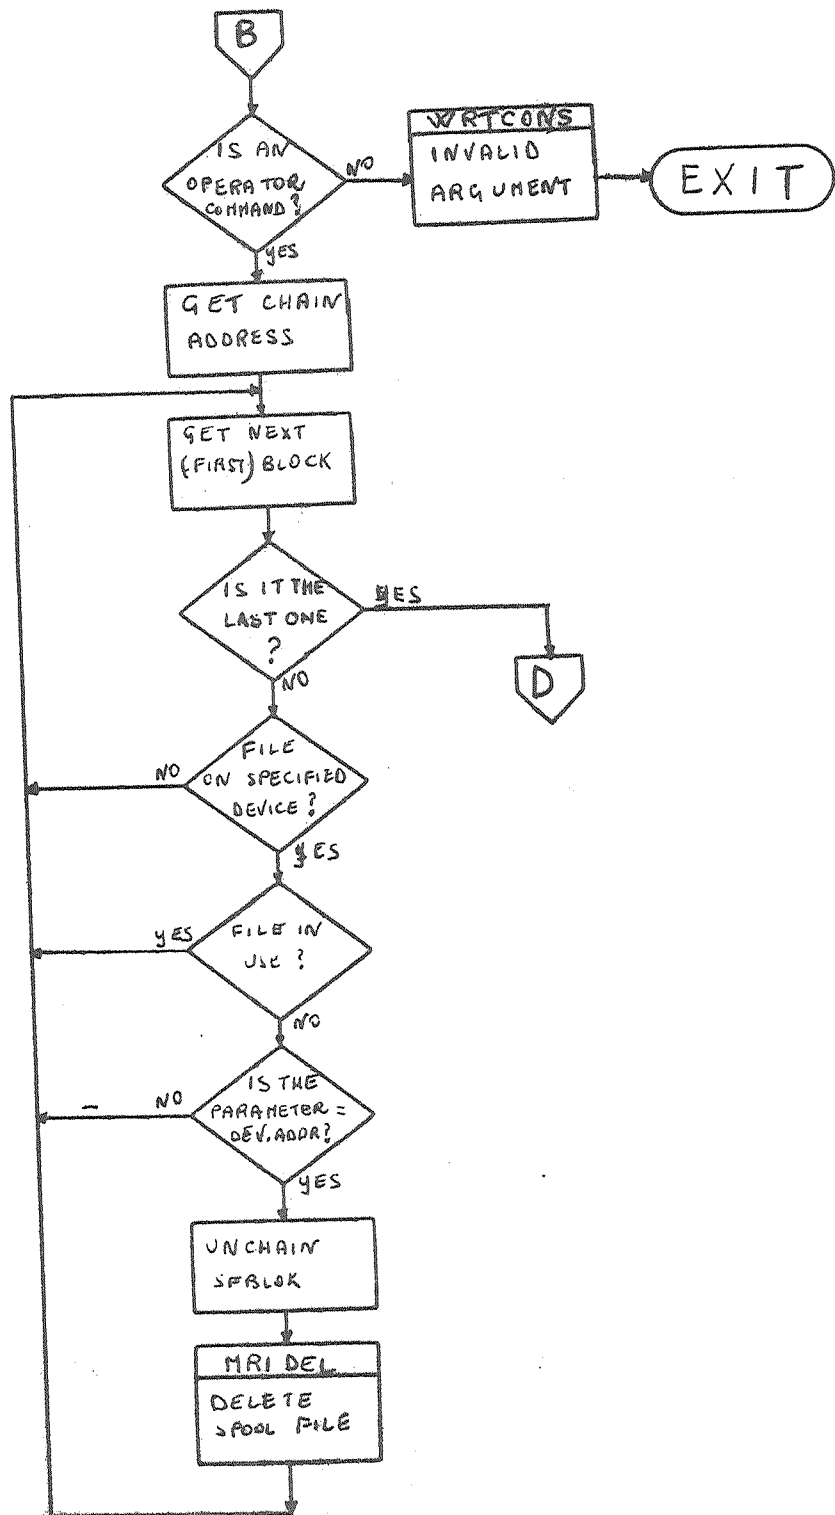 B
IS AN
OPERATOR
COMMAND?
NO
WRTCONS
INVALID
ARGUMENT
EXIT
YES
GET CHAIN
ADDRESS
GET NEXT
(FIRST) BLOCK
IS IT THE
LAST ONE
?
YES
D
NO
FILE
ON SPECIFIED
DEVICE?
NO
YES
FILE IN
USE?
YES
NO
IS THE
PARAMETER =
DEV.ADDR?
NO
YES
UNCHAIN
SFBLOK
MRIDEL
DELETE
SPOOL FILE